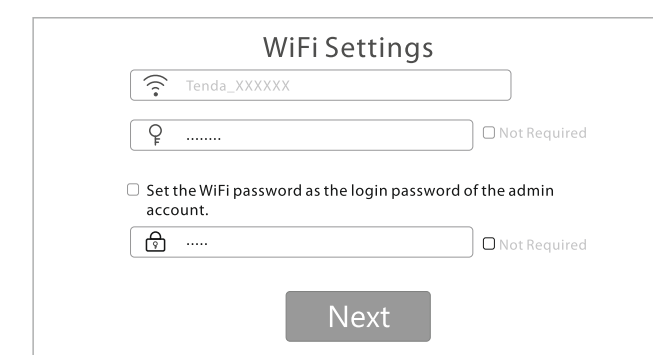 WiFi Settings
Tenda_XXXXXX
........
Not Required
Set the WiFi password as the login password of the admin
account.
.....
Not Required
Next